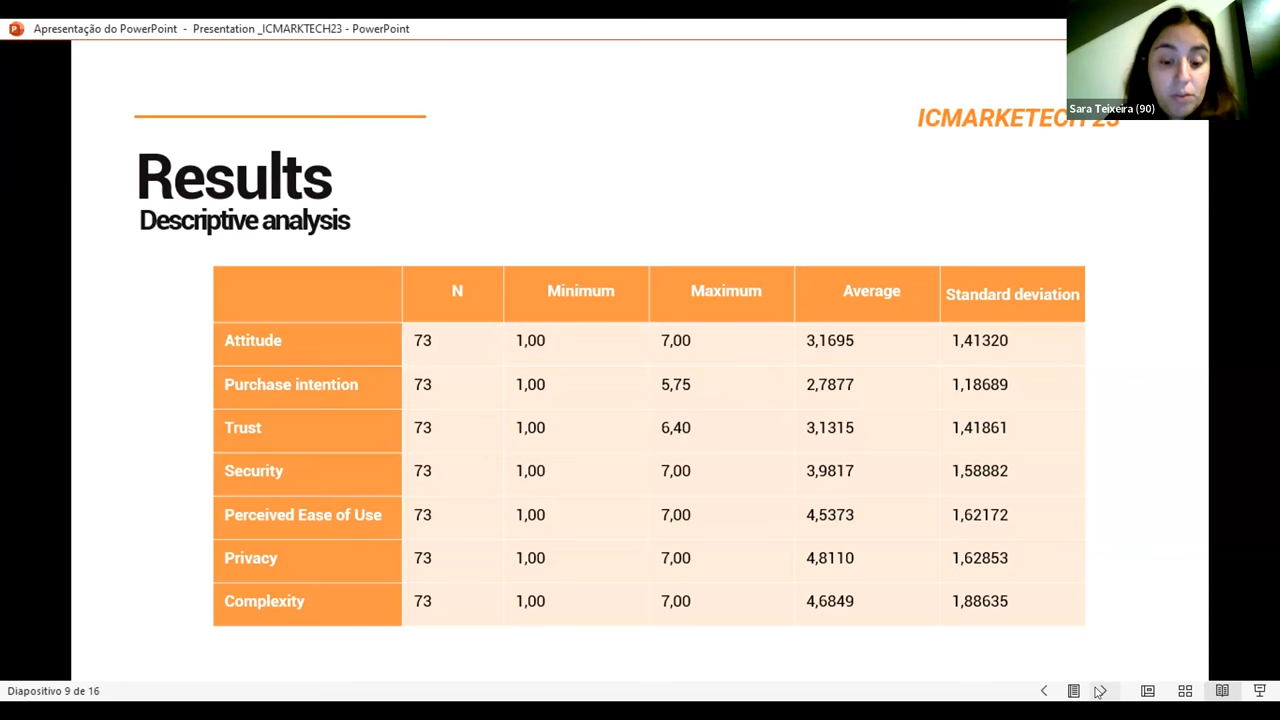 Apresentação do PowerPoint - Presentation _ICMARKTECH23 - PowerPoint
Sara Teixeira (90)
ICMARKETECH 23
Results
Descriptive analysis
N Minimum Maximum Average Standard deviation
Attitude 73 1,00 7,00 3,1695 1,41320
Purchase intention 73 1,00 5,75 2,7877 1,18689
Trust 73 1,00 6,40 3,1315 1,41861
Security 73 1,00 7,00 3,9817 1,58882
Perceived Ease of Use 73 1,00 7,00 4,5373 1,62172
Privacy 73 1,00 7,00 4,8110 1,62853
Complexity 73 1,00 7,00 4,6849 1,88635
Diapositivo 9 de 16